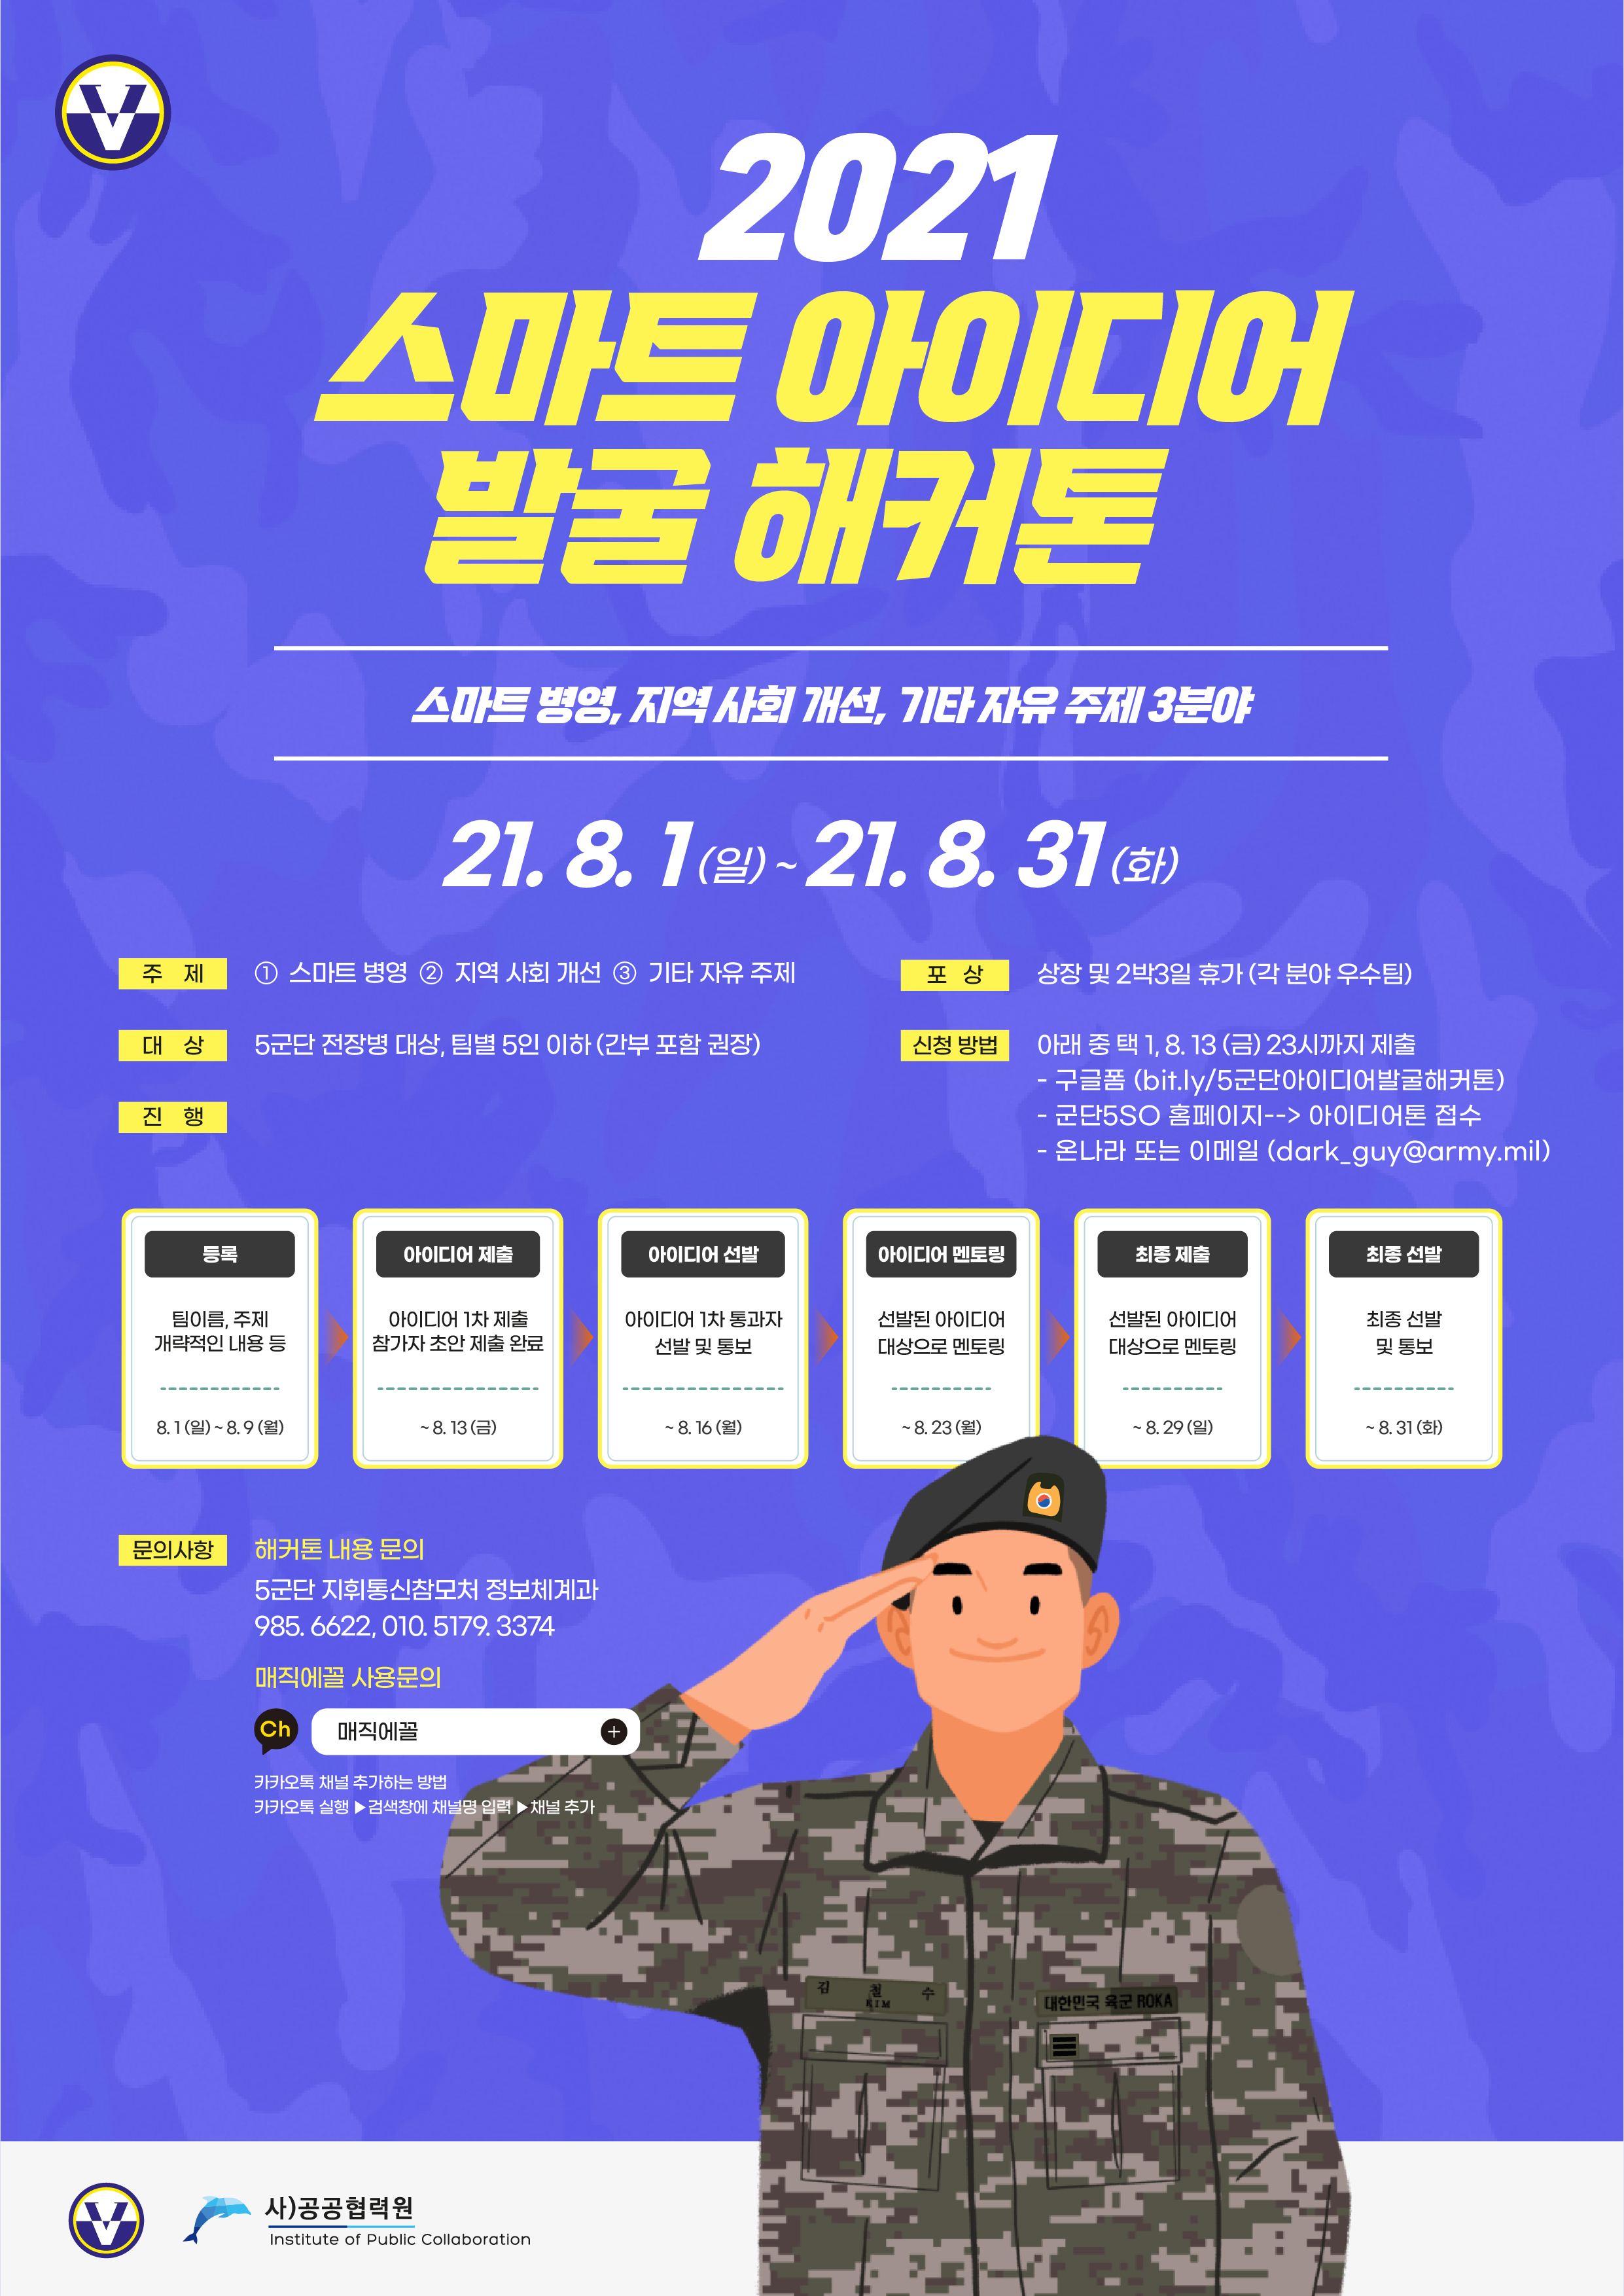 V
2021
스마트 아이디어
발굴 해커톤
스마트 병영, 지역 사회 개선, 기타 자유 주제 3분야
21. 8. 1 (일) ~ 21. 8. 31 (화)
주 제
① 스마트 병영 ② 지역 사회 개선 ③ 기타 자유 주제
대 상
5군단 전장병 대상, 팀별 5인 이하 (간부 포함 권장)
진 행
포 상
상장 및 2박3일 휴가 (각 분야 우수팀)
신청 방법
아래 중 택 1, 8. 13 (금) 23시까지 제출
- 구글폼 (bit.ly/5군단아이디어발굴해커톤)
- 군단5SO 홈페이지--> 아이디어톤 접수
- 온나라 또는 이메일 (dark_guy@army.mil)
등록
팀이름, 주제
개략적인 내용 등
8. 1 (일) ~ 8. 9 (월)
아이디어 제출
아이디어 1차 제출
참가자 초안 제출 완료
~ 8. 13 (금)
아이디어 선발
아이디어 1차 통과자
선발 및 통보
~ 8. 16 (월)
아이디어 멘토링
선발된 아이디어
대상으로 멘토링
~ 8. 23 (월)
최종 제출
선발된 아이디어
대상으로 멘토링
~ 8. 29 (일)
최종 선발
최종 선발
및 통보
~ 8. 31 (화)
문의사항
해커톤 내용 문의
5군단 지휘통신참모처 정보체계과
985. 6622, 010. 5179. 3374
매직에꼴 사용문의
Ch
매직에꼴
카카오톡 채널 추가하는 방법
카카오톡 실행 ▶검색창에 채널명 입력 ▶채널 추가
김 철 수
KIM
대한민국 육군 ROKA
V
사)공공협력원
Institute of Public Collaboration